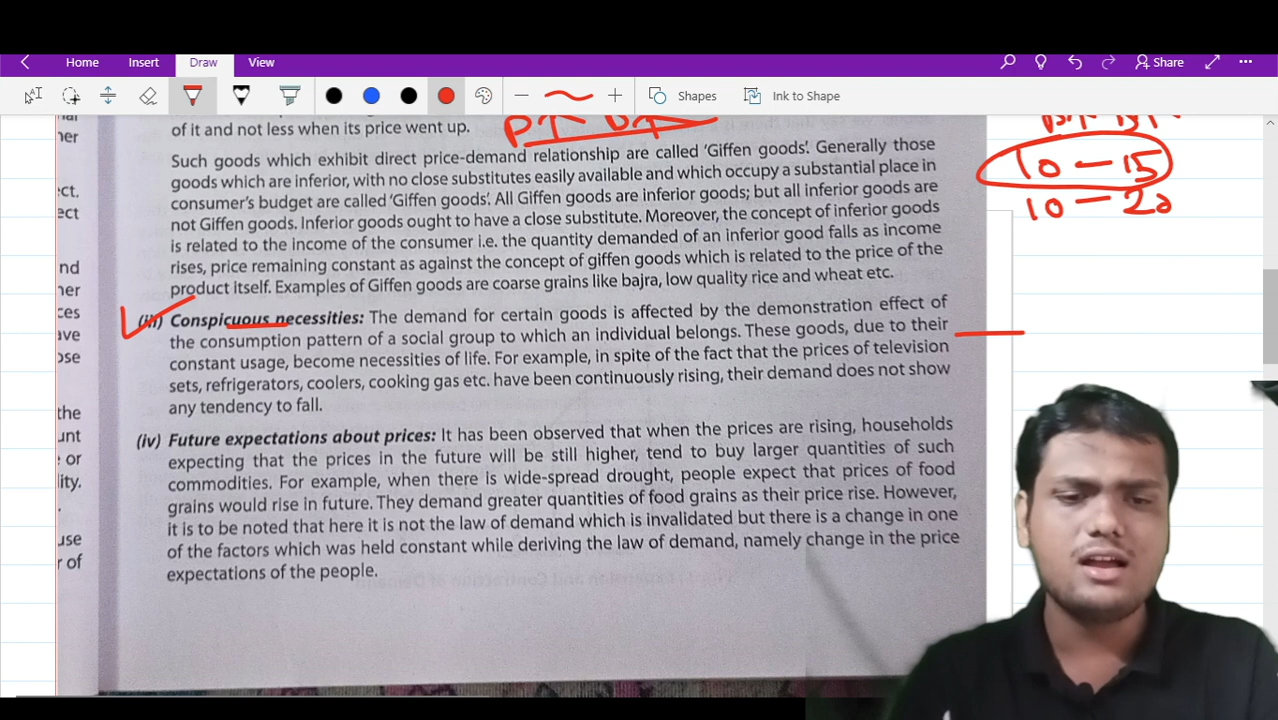 Home Insert Draw View Share
Shapes Ink to Shape
of it and not less when its price went up.
P↑ D↑
Such goods which exhibit direct price-demand relationship are called 'Giffen goods'. Generally those
goods which are inferior, with no close substitutes easily available and which occupy a substantial place in
consumer's budget are called 'Giffen goods'. All Giffen goods are inferior goods; but all inferior goods are
not Giffen goods. Inferior goods ought to have a close substitute. Moreover, the concept of inferior goods
is related to the income of the consumer i.e. the quantity demanded of an inferior good falls as income
rises, price remaining constant as against the concept of giffen goods which is related to the price of the
product itself. Examples of Giffen goods are coarse grains like bajra, low quality rice and wheat etc.
(iii) Conspicuous necessities: The demand for certain goods is affected by the demonstration effect of
the consumption pattern of a social group to which an individual belongs. These goods, due to their
constant usage, become necessities of life. For example, in spite of the fact that the prices of television
sets, refrigerators, coolers, cooking gas etc. have been continuously rising, their demand does not show
any tendency to fall.
(iv) Future expectations about prices: It has been observed that when the prices are rising, households
expecting that the prices in the future will be still higher, tend to buy larger quantities of such
commodities. For example, when there is wide-spread drought, people expect that prices of food
grains would rise in future. They demand greater quantities of food grains as their price rise. However,
it is to be noted that here it is not the law of demand which is invalidated but there is a change in one
of the factors which was held constant while deriving the law of demand, namely change in the price
expectations of the people.
10 — 15
10 — 20
her
ect.
ect
nd
ner
ces
ave
ose
the
unt
or
lity.
use
r of